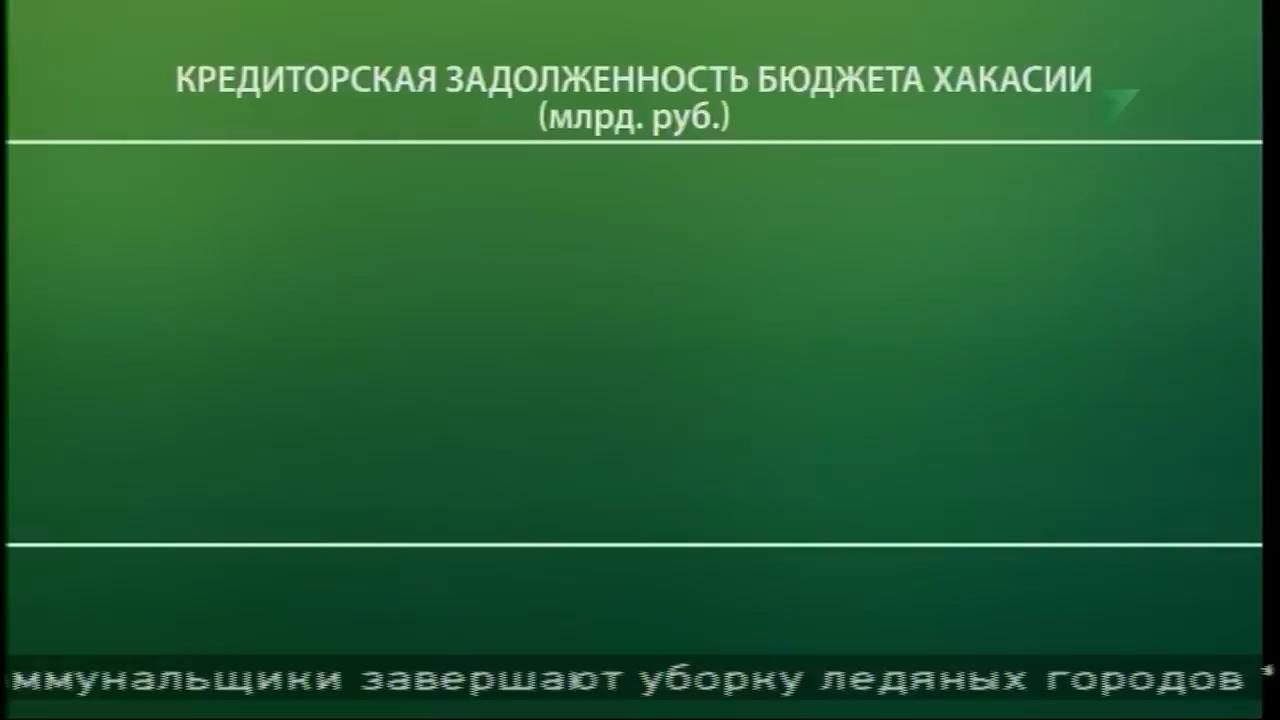 КРЕДИТОРСКАЯ ЗАДОЛЖЕННОСТЬ БЮДЖЕТА ХАКАСИИ
(млрд. руб.)
ммунальщики завершают уборку ледяных городов